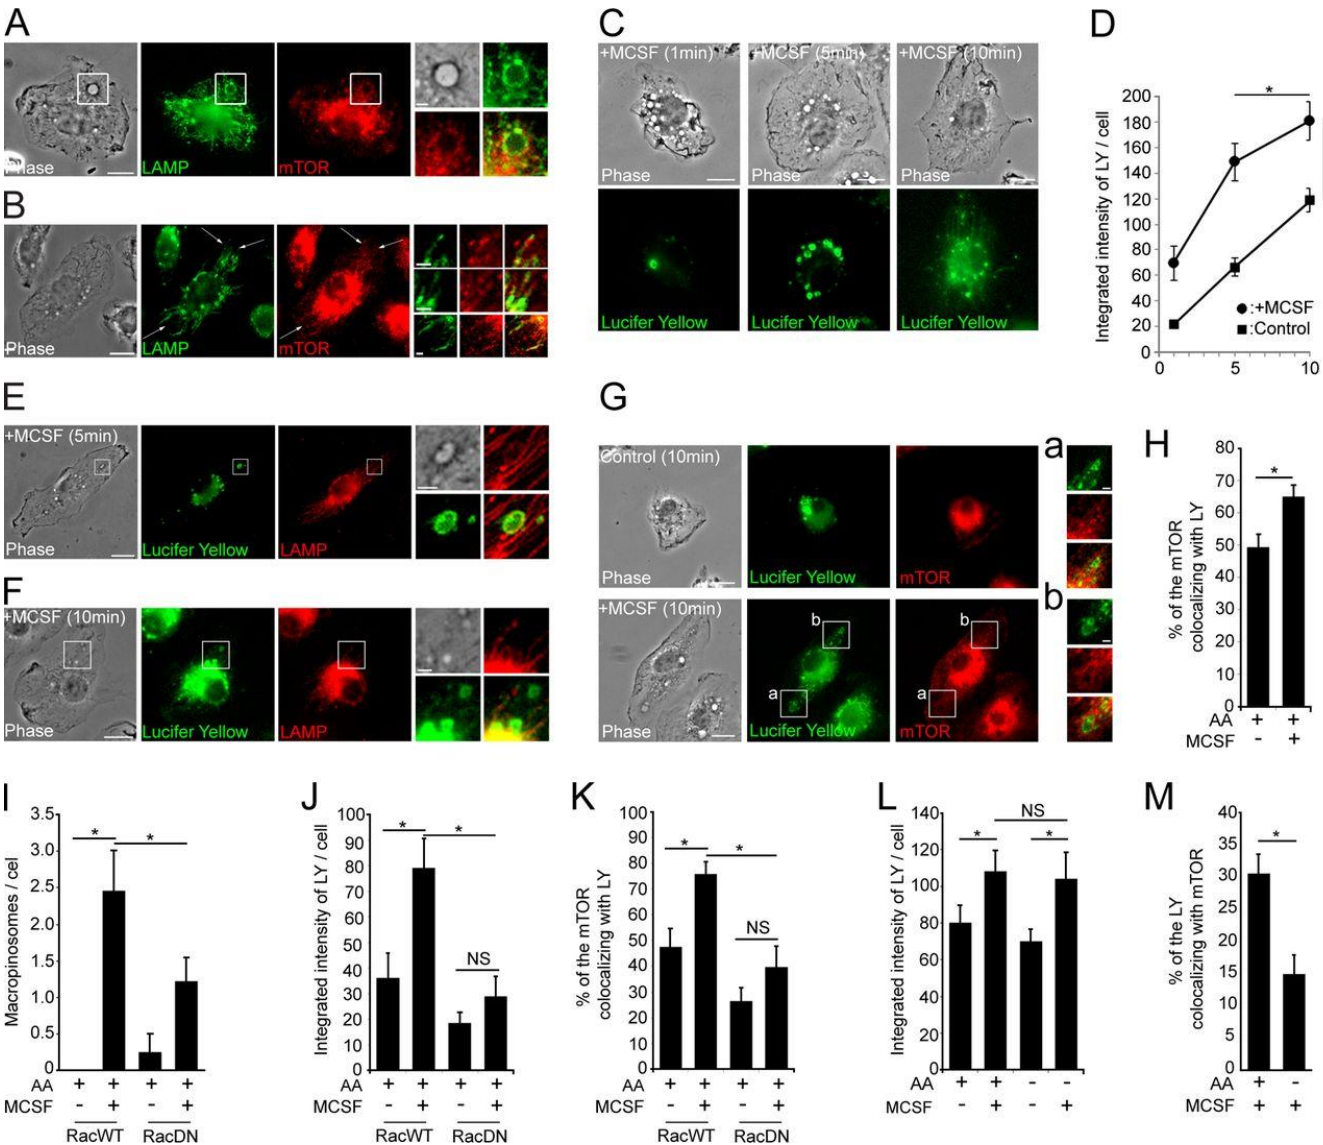 A
Phase
LAMP
mTOR
B
Phase
LAMP
mTOR
C
+MCSF (1min)
+MCSF (5min)
+MCSF (10min)
Phase
Phase
Phase
Lucifer Yellow
Lucifer Yellow
Lucifer Yellow
D
Integrated intensity of LY / cell
200
180
160
140
120
100
80
60
40
20
0
0
5
10
*
:+MCSF
:Control
E
+MCSF (5min)
Phase
Lucifer Yellow
LAMP
F
+MCSF (10min)
Phase
Lucifer Yellow
LAMP
G
Control (10min)
Phase
Lucifer Yellow
mTOR
a
+MCSF (10min)
Phase
b
a
Lucifer Yellow
b
a
mTOR
b
H
% of the mTOR
colocalizing with LY
80
70
60
50
40
30
20
10
0
*
AA + +
MCSF - +
I
Macropinosomes / cel
3.5
3.0
2.5
2.0
1.5
1.0
0.5
0
* *
AA + + + +
MCSF - + - +
RacWT RacDN
J
Integrated intensity of LY / cell
100
90
80
70
60
50
40
30
20
10
0
* *
NS
AA + + + +
MCSF - + - +
RacWT RacDN
K
% of the mTOR
colocalizing with LY
100
90
80
70
60
50
40
30
20
10
0
* *
NS
AA + + + +
MCSF - + - +
RacWT RacDN
L
Integrated intensity of LY / cell
140
120
100
80
60
40
20
0
NS
* *
AA + + - -
MCSF - + - +
M
% of the LY
colocalizing with mTOR
40
35
30
25
20
15
10
5
0
*
AA + -
MCSF + +